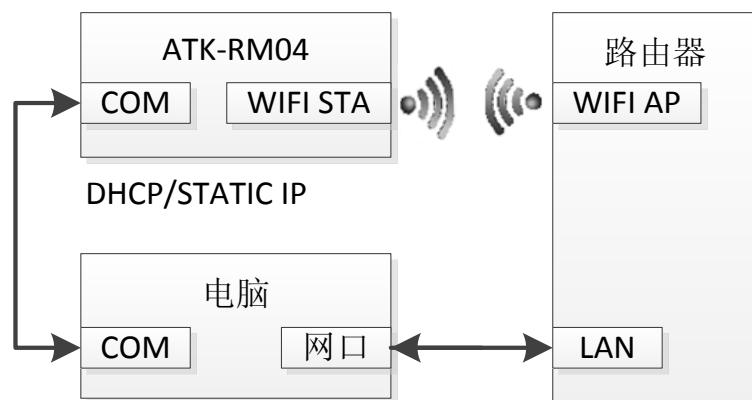 ATK-RM04
路由器
COM
WIFI STA
WIFI AP
DHCP/STATIC IP
电脑
COM
网口
LAN